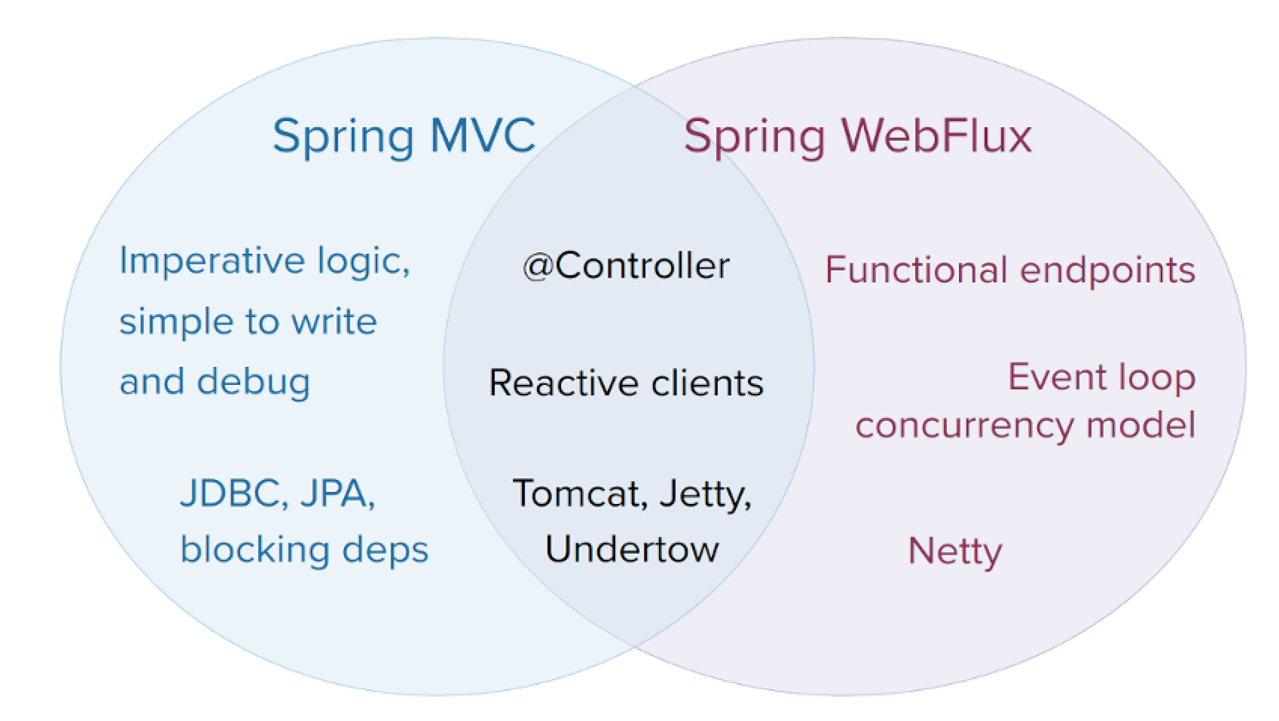 Spring MVC
Spring WebFlux
Imperative logic,
simple to write
and debug
JDBC, JPA,
blocking deps
@Controller
Reactive clients
Tomcat, Jetty,
Undertow
Functional endpoints
Event loop
concurrency model
Netty